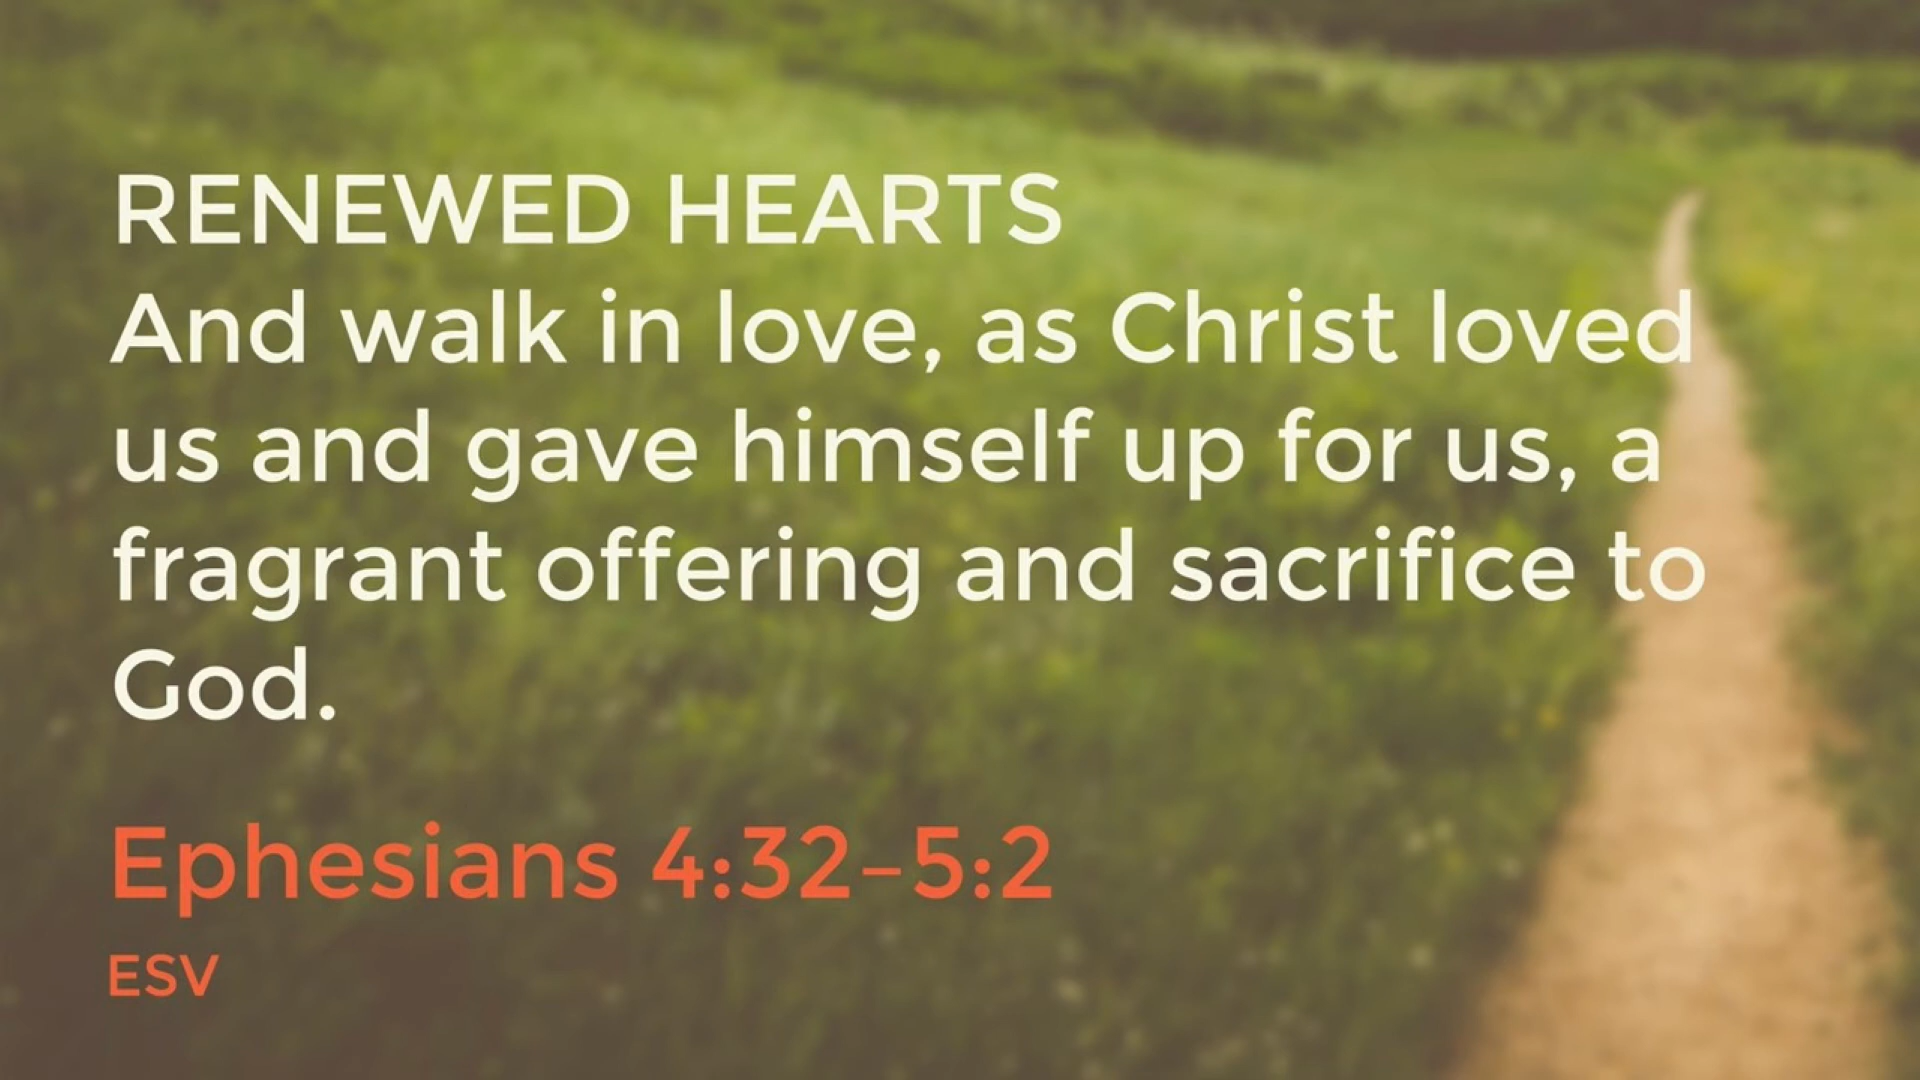 RENEWED HEARTS
And walk in love, as Christ loved
us and gave himself up for us, a
fragrant offering and sacrifice to
God.
Ephesians 4:32–5:2
ESV